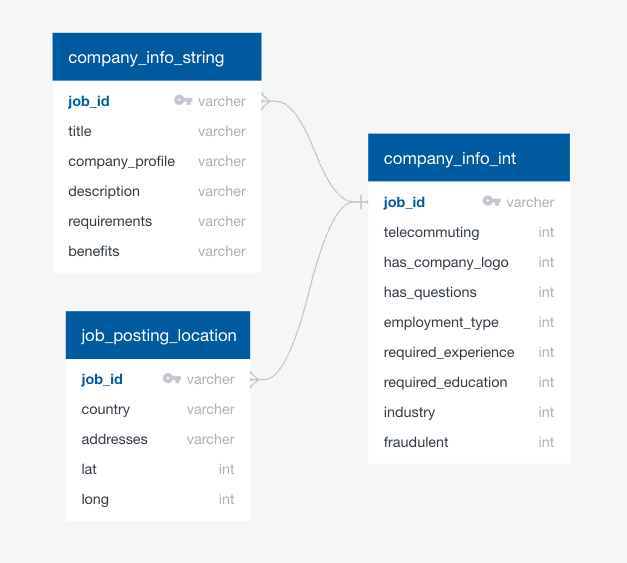 company_info_string
job_id varcher
title varcher
company_profile varcher
description varcher
requirements varcher
benefits varcher
company_info_int
job_id varcher
telecommuting int
has_company_logo int
has_questions int
employment_type int
required_experience int
required_education int
industry int
fraudulent int
job_posting_location
job_id varcher
country varcher
addresses varcher
lat int
long int